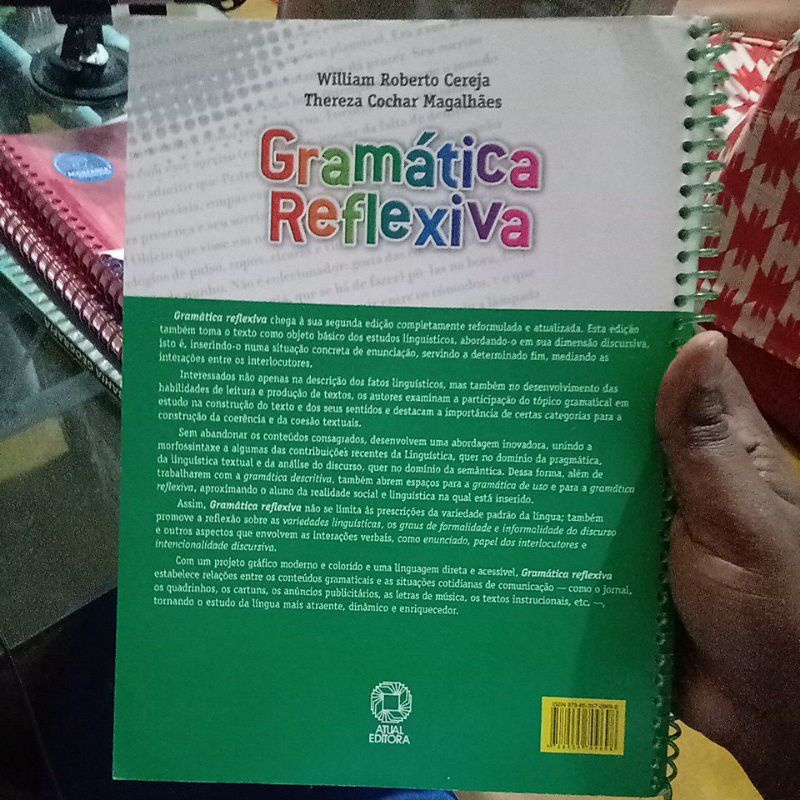 William Roberto Cereja
Thereza Cochar Magalhães
Gramática
Reflexiva
Gramática reflexiva chega à sua segunda edição completamente reformulada e atualizada. Esta edição
também toma o texto como objeto básico dos estudos linguísticos, abordando-o em sua dimensão discursiva,
isto é, inserindo-o numa situação concreta de enunciação, servindo a determinado fim, mediando as
interações entre os interlocutores.
Interessados não apenas na descrição dos fatos linguísticos, mas também no desenvolvimento das
habilidades de leitura e produção de textos, os autores examinam a participação do tópico gramatical em
estudo na construção do texto e dos seus sentidos e destacam a importância de certas categorias para a
construção da coerência e da coesão textuais.
Sem abandonar os conteúdos consagrados, desenvolvem uma abordagem inovadora, unindo a
morfossintaxe a algumas das contribuições recentes da Linguística, quer no domínio da pragmática,
da linguística textual e da análise do discurso, quer no domínio da semântica. Dessa forma, além de
trabalharem com a gramática descritiva, também abrem espaços para a gramática de uso e para a gramática
reflexiva, aproximando o aluno da realidade social e linguística na qual está inserido.
Assim, Gramática reflexiva não se limita às prescrições da variedade padrão da língua; também
promove a reflexão sobre as variedades linguísticas, os graus de formalidade e informalidade do discurso
e outros aspectos que envolvem as interações verbais, como enunciado, papel dos interlocutores e
intencionalidade discursiva.
Com um projeto gráfico moderno e colorido e uma linguagem direta e acessível, Gramática reflexiva
estabelece relações entre os conteúdos gramaticais e as situações cotidianas de comunicação — como o jornal,
os quadrinhos, os cartuns, os anúncios publicitários, as letras de música, os textos instrucionais, etc. —,
tornando o estudo da língua mais atraente, dinâmico e enriquecedor.
ATUAL
EDITORA
ISBN